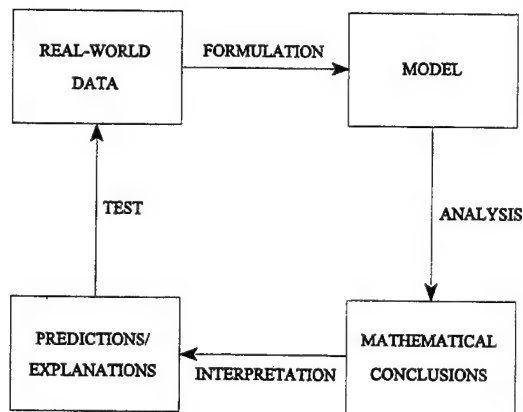 REAL-WORLD
DATA
FORMULATION
MODEL
TEST
ANALYSIS
PREDICTIONS/
EXPLANATIONS
INTERPRETATION
MATHEMATICAL
CONCLUSIONS